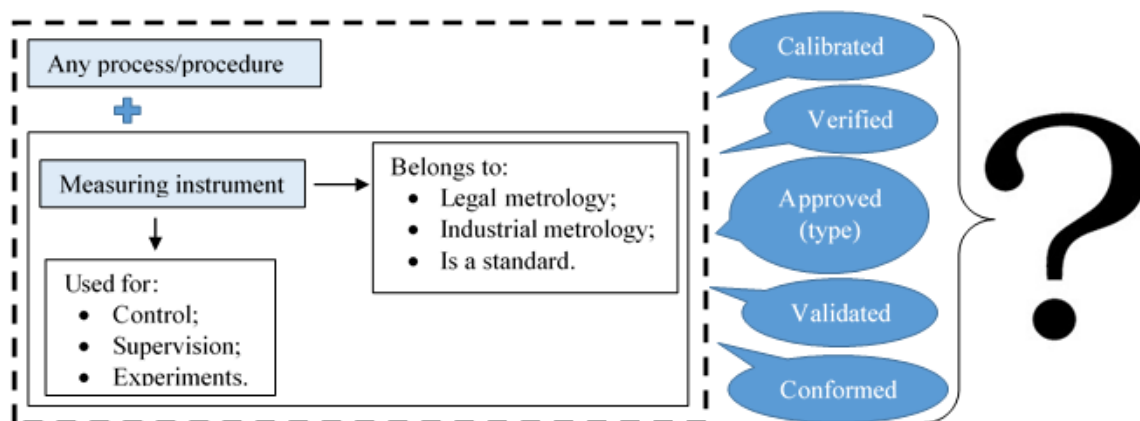 Any process/procedure
Measuring instrument
Used for:
• Control;
• Supervision;
• Experiments.
Belongs to:
• Legal metrology;
• Industrial metrology;
• Is a standard.
Calibrated
Verified
Approved
(type)
Validated
Conformed
?